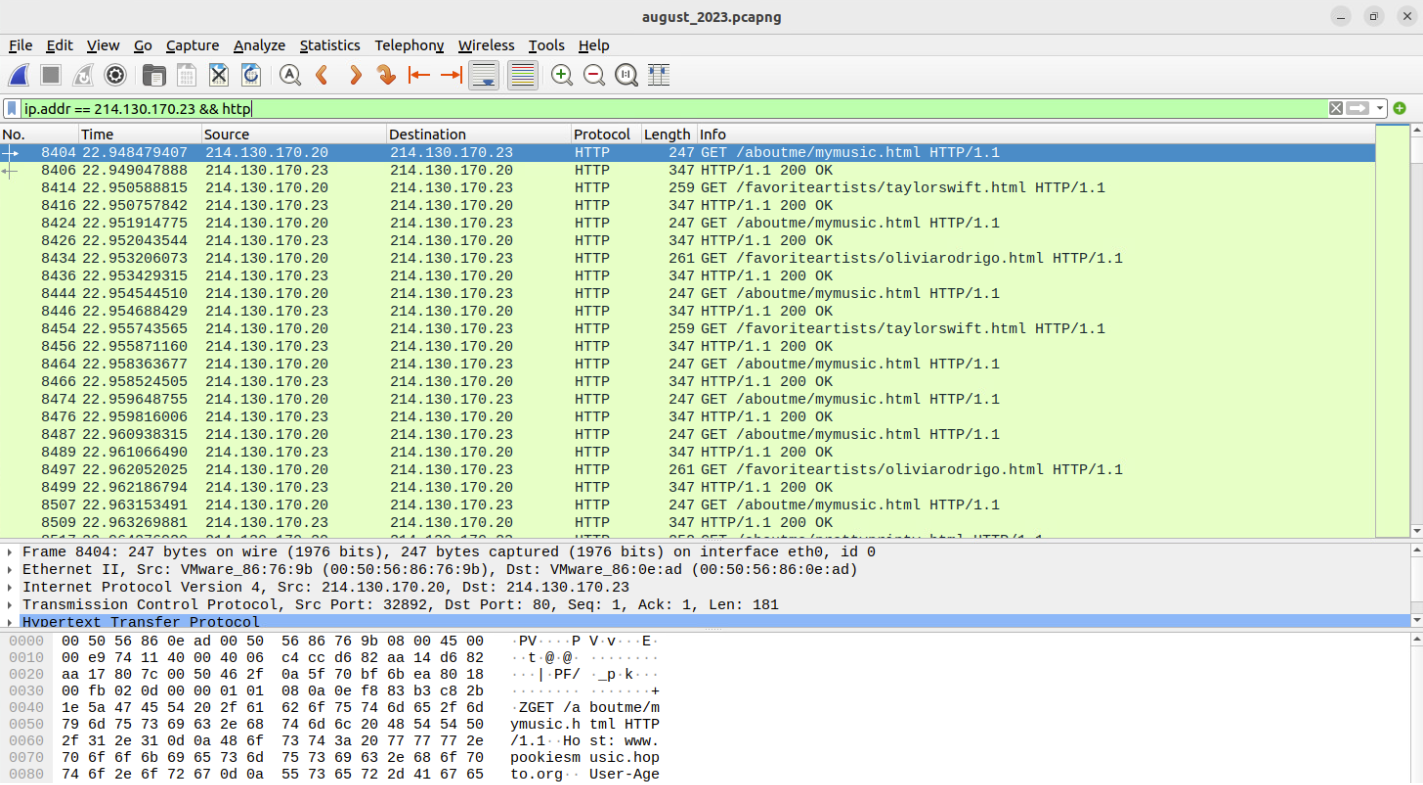 august_2023.pcapng
File Edit View Go Capture Analyze Statistics Telephony Wireless Tools Help
ip.addr == 214.130.170.23 && http
No. Time Source Destination Protocol Length Info
8404 22.948479407 214.130.170.20 214.130.170.23 HTTP 247 GET /aboutme/mymusic.html HTTP/1.1
8406 22.949047888 214.130.170.23 214.130.170.20 HTTP 347 HTTP/1.1 200 OK
8414 22.950588815 214.130.170.20 214.130.170.23 HTTP 259 GET /favoriteartists/taylorswift.html HTTP/1.1
8416 22.950757842 214.130.170.23 214.130.170.20 HTTP 347 HTTP/1.1 200 OK
8424 22.951914775 214.130.170.20 214.130.170.23 HTTP 247 GET /aboutme/mymusic.html HTTP/1.1
8426 22.952043544 214.130.170.23 214.130.170.20 HTTP 347 HTTP/1.1 200 OK
8434 22.953206073 214.130.170.20 214.130.170.23 HTTP 261 GET /favoriteartists/oliviarodrigo.html HTTP/1.1
8436 22.953429315 214.130.170.23 214.130.170.20 HTTP 347 HTTP/1.1 200 OK
8444 22.954544510 214.130.170.20 214.130.170.23 HTTP 247 GET /aboutme/mymusic.html HTTP/1.1
8446 22.954688429 214.130.170.23 214.130.170.20 HTTP 347 HTTP/1.1 200 OK
8454 22.955743565 214.130.170.20 214.130.170.23 HTTP 259 GET /favoriteartists/taylorswift.html HTTP/1.1
8456 22.955871160 214.130.170.23 214.130.170.20 HTTP 347 HTTP/1.1 200 OK
8464 22.958363677 214.130.170.20 214.130.170.23 HTTP 247 GET /aboutme/mymusic.html HTTP/1.1
8466 22.958524505 214.130.170.23 214.130.170.20 HTTP 347 HTTP/1.1 200 OK
8474 22.959648755 214.130.170.20 214.130.170.23 HTTP 247 GET /aboutme/mymusic.html HTTP/1.1
8476 22.959816006 214.130.170.23 214.130.170.20 HTTP 347 HTTP/1.1 200 OK
8487 22.960938315 214.130.170.20 214.130.170.23 HTTP 247 GET /aboutme/mymusic.html HTTP/1.1
8489 22.961066490 214.130.170.23 214.130.170.20 HTTP 347 HTTP/1.1 200 OK
8497 22.962052025 214.130.170.20 214.130.170.23 HTTP 261 GET /favoriteartists/oliviarodrigo.html HTTP/1.1
8499 22.962186794 214.130.170.23 214.130.170.20 HTTP 347 HTTP/1.1 200 OK
8507 22.963153491 214.130.170.20 214.130.170.23 HTTP 247 GET /aboutme/mymusic.html HTTP/1.1
8509 22.963269881 214.130.170.23 214.130.170.20 HTTP 347 HTTP/1.1 200 OK
Frame 8404: 247 bytes on wire (1976 bits), 247 bytes captured (1976 bits) on interface eth0, id 0
Ethernet II, Src: VMware_86:76:9b (00:50:56:86:76:9b), Dst: VMware_86:0e:ad (00:50:56:86:0e:ad)
Internet Protocol Version 4, Src: 214.130.170.20, Dst: 214.130.170.23
Transmission Control Protocol, Src Port: 32892, Dst Port: 80, Seq: 1, Ack: 1, Len: 181
Hypertext Transfer Protocol
0000 00 50 56 86 0e ad 00 50 56 86 76 9b 08 00 45 00 ·PV····P V·v···E·
0010 00 e9 74 11 40 00 40 06 c4 cc d6 82 aa 14 d6 82 ··t·@·@· ········
0020 aa 17 80 7c 00 50 46 2f 0a 5f 70 bf 6b ea 80 18 ···|·PF/ ·_p·k···
0030 00 fb 02 0d 00 00 01 01 08 0a 0e f8 83 b3 c8 2b ········ ·······+
0040 1e 5a 47 45 54 20 2f 61 62 6f 75 74 6d 65 2f 6d ·ZGET /a boutme/m
0050 79 6d 75 73 69 63 2e 68 74 6d 6c 20 48 54 54 50 ymusic.h tml HTTP
0060 2f 31 2e 31 0d 0a 48 6f 73 74 3a 20 77 77 77 2e /1.1··Ho st: www.
0070 70 6f 6f 6b 69 65 73 6d 75 73 69 63 2e 68 6f 70 pookiesm usic.hop
0080 74 6f 2e 6f 72 67 0d 0a 55 73 65 72 2d 41 67 65 to.org·· User-Age